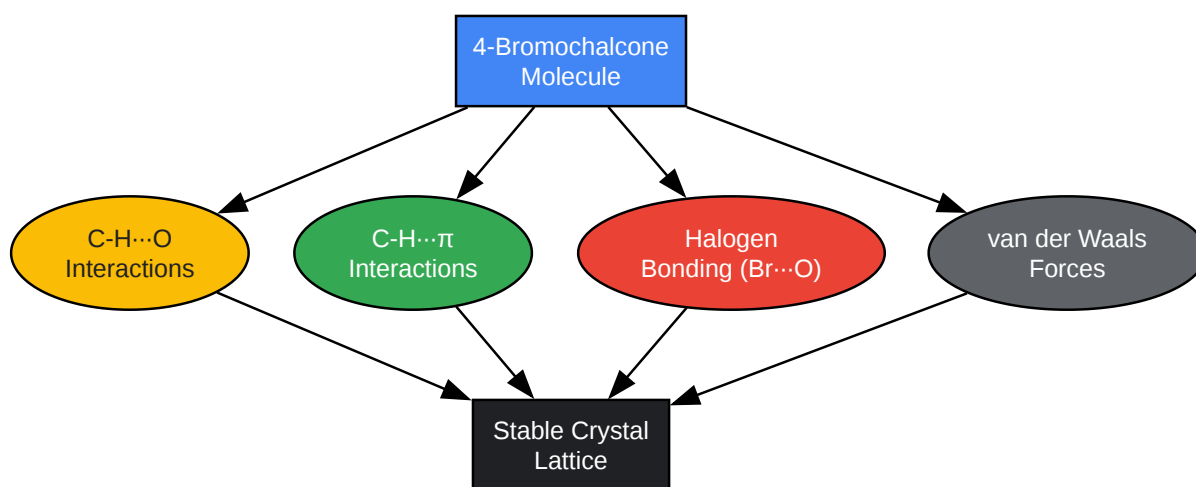 4-Bromochalcone
Molecule
C-H···O
Interactions
C-H···π
Interactions
Halogen
Bonding (Br···O)
van der Waals
Forces
Stable Crystal
Lattice